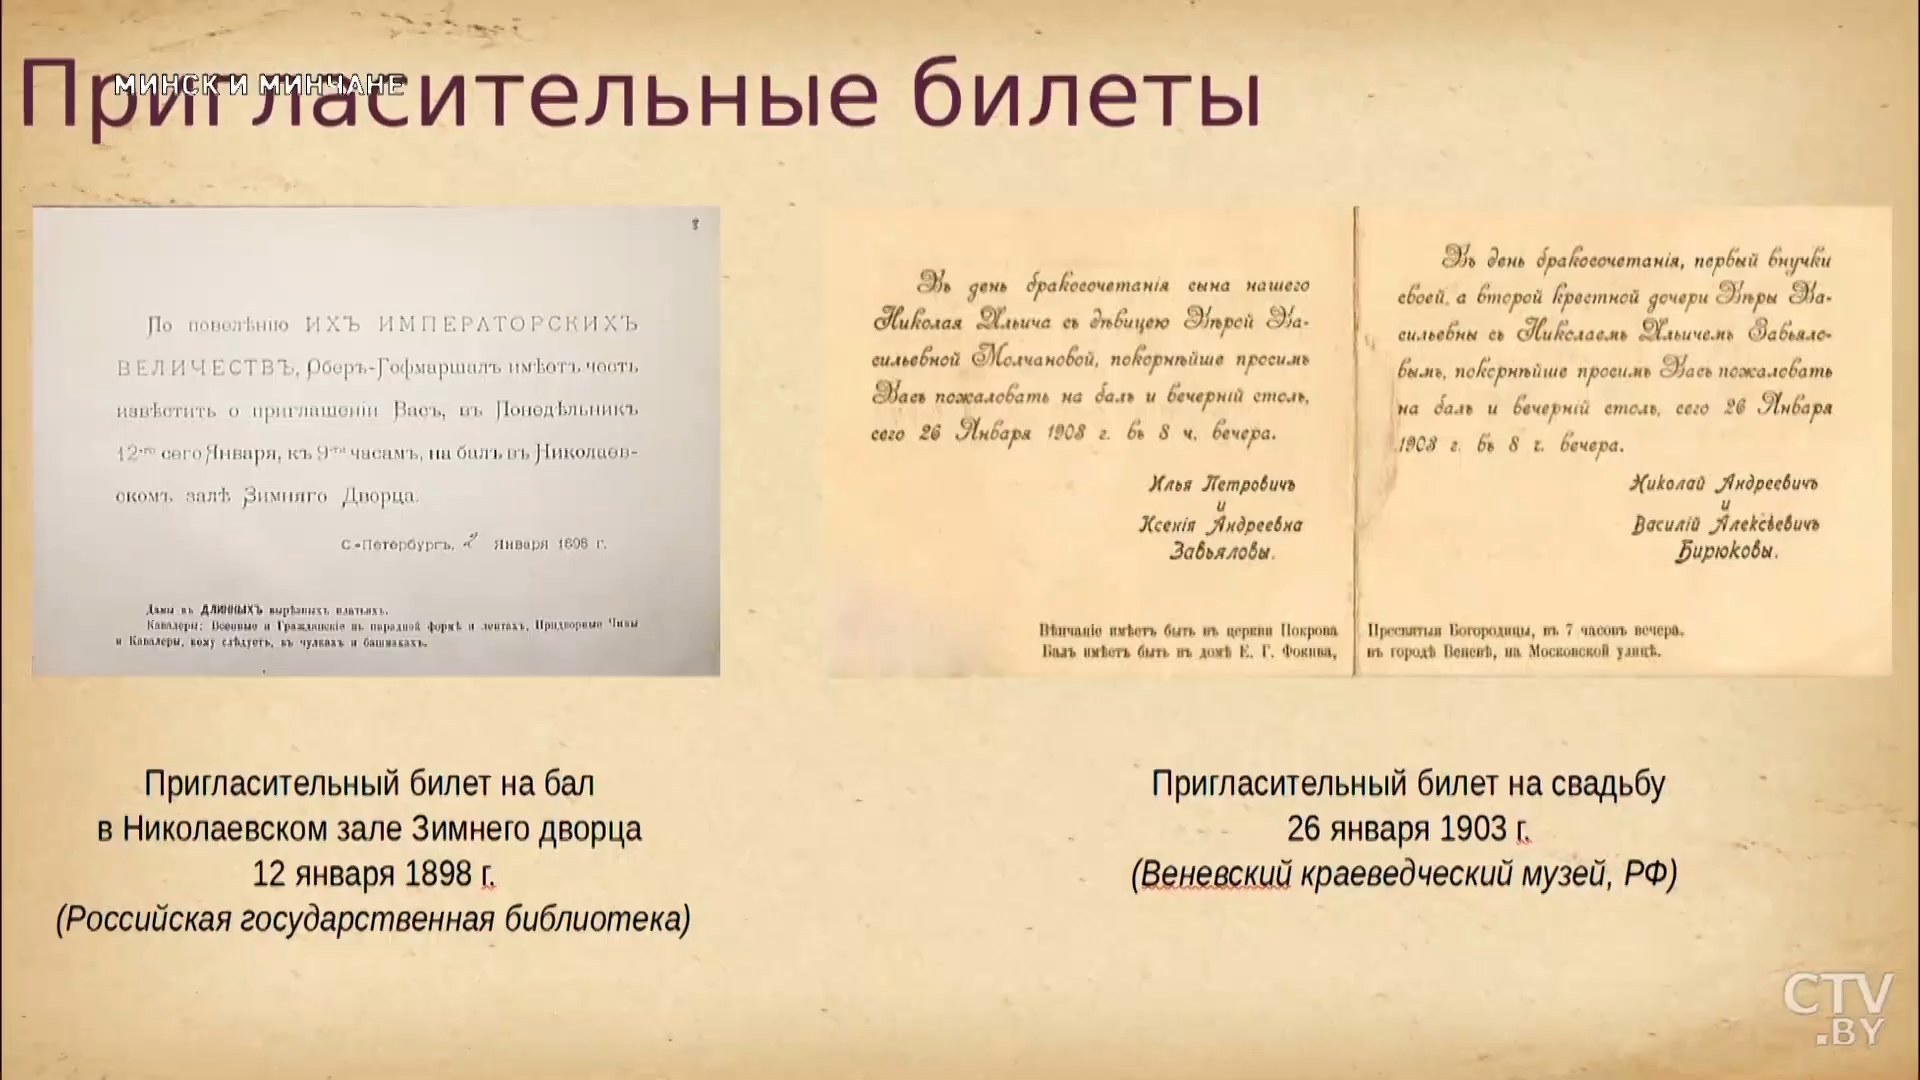 Пригласительные билеты
МИНСК И МИНЧАНЕ
По повелѣнію ИХЪ ИМПЕРАТОРСКИХЪ
ВЕЛИЧЕСТВЪ, Оберъ-Гофмаршалъ имѣетъ честь
извѣстить о приглашеніи Васъ, въ Понедѣльникъ
12-го сего Января, къ 9-ти часамъ, на балъ въ Николаев-
скомъ залѣ Зимняго Дворца.
С.-Петербургъ, 2 Января 1898 г.
Дамы въ ДЛИННЫХЪ вырѣзныхъ платьяхъ.
Кавалеры: Военные и Гражданскіе въ парадной формѣ и лентахъ, Придворные Чины
и Кавалеры, кому слѣдуетъ, въ чулкахъ и башмакахъ.
Въ день бракосочетанія сына нашего
Николая Ильича съ дѣвицею Вѣрой Ва-
сильевной Молчановой, покорнѣйше просимъ
Васъ пожаловать на балъ и вечерній столъ,
сего 26 Января 1903 г. въ 8 ч. вечера.
Илья Петровичъ
и
Ксенія Андреевна
Завьяловы.
Вѣнчаніе имѣетъ быть въ церкви Покрова
Балъ имѣетъ быть въ домѣ Е. Г. Фокина,
Въ день бракосочетанія, первый внучки
своей, а второй крестной дочери Вѣры Ва-
сильевны съ Николаемъ Ильичемъ Завьяло-
вымъ, покорнѣйше просимъ Васъ пожаловать
на балъ и вечерній столъ, сего 26 Января
1903 г. въ 8 ч. вечера.
Николай Андреевичъ
и
Василій Алексѣевичъ
Бирюковы.
Пресвятыя Богородицы, въ 7 часовъ вечера.
въ городѣ Веневѣ, на Московской улицѣ.
Пригласительный билет на бал
в Николаевском зале Зимнего дворца
12 января 1898 г.
(Российская государственная библиотека)
Пригласительный билет на свадьбу
26 января 1903 г.
(Веневский краеведческий музей, РФ)
CTV
.BY